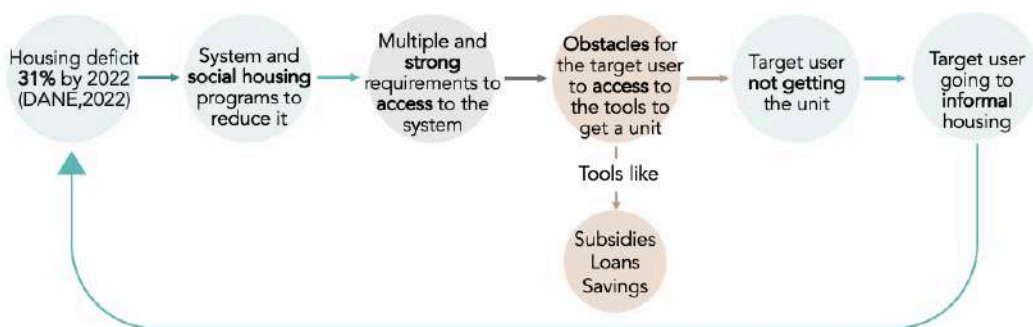 Housing deficit
31% by 2022
(DANE,2022)
System and
social housing
programs to
reduce it
Multiple and
strong
requirements to
access to the
system
Obstacles for
the target user
to access to
the tools to
get a unit
Target user
not getting
the unit
Target user
going to
informal
housing
Tools like
Subsidies
Loans
Savings